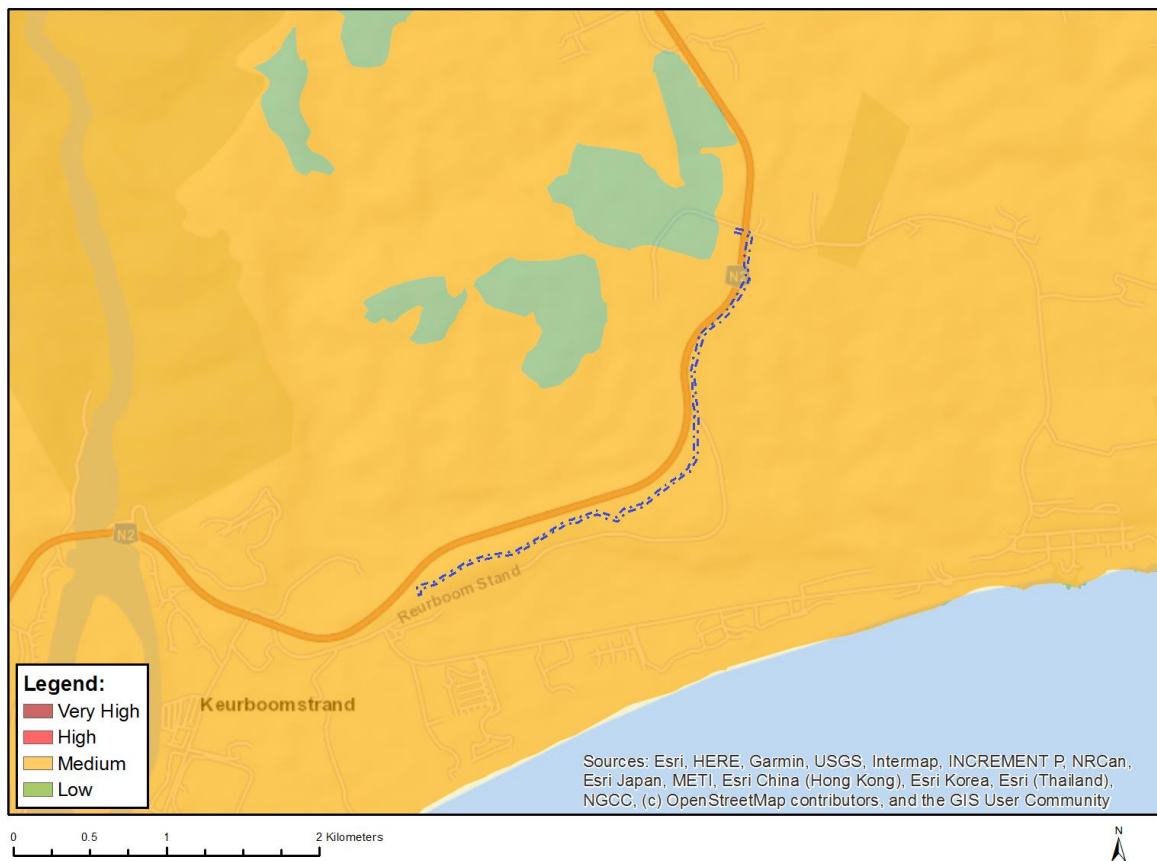 N2
N2
Reurboom Stand
Keurboomstrand
Legend:
Very High
High
Medium
Low
Sources: Esri, HERE, Garmin, USGS, Intermap, INCREMENT P, NRCan,
Esri Japan, METI, Esri China (Hong Kong), Esri Korea, Esri (Thailand),
NGCC, (c) OpenStreetMap contributors, and the GIS User Community
0 0.5 1 2 Kilometers
N